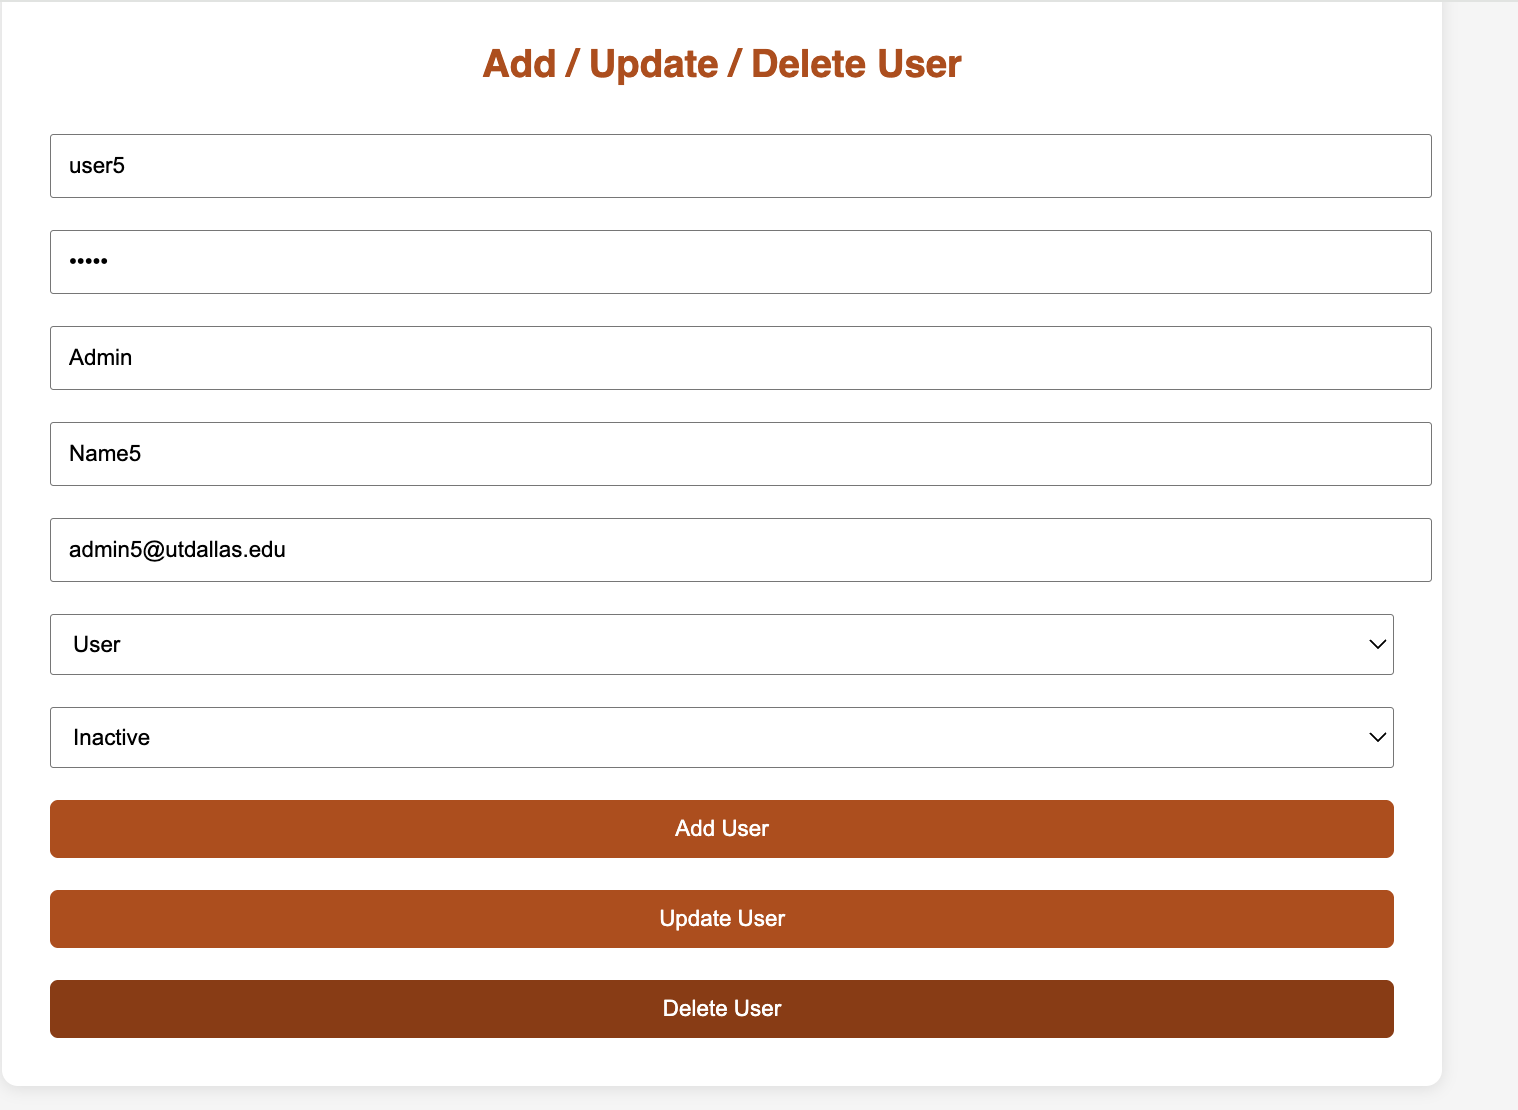 Add / Update / Delete User
user5
•••••
Admin
Name5
admin5@utdallas.edu
User
Inactive
Add User
Update User
Delete User